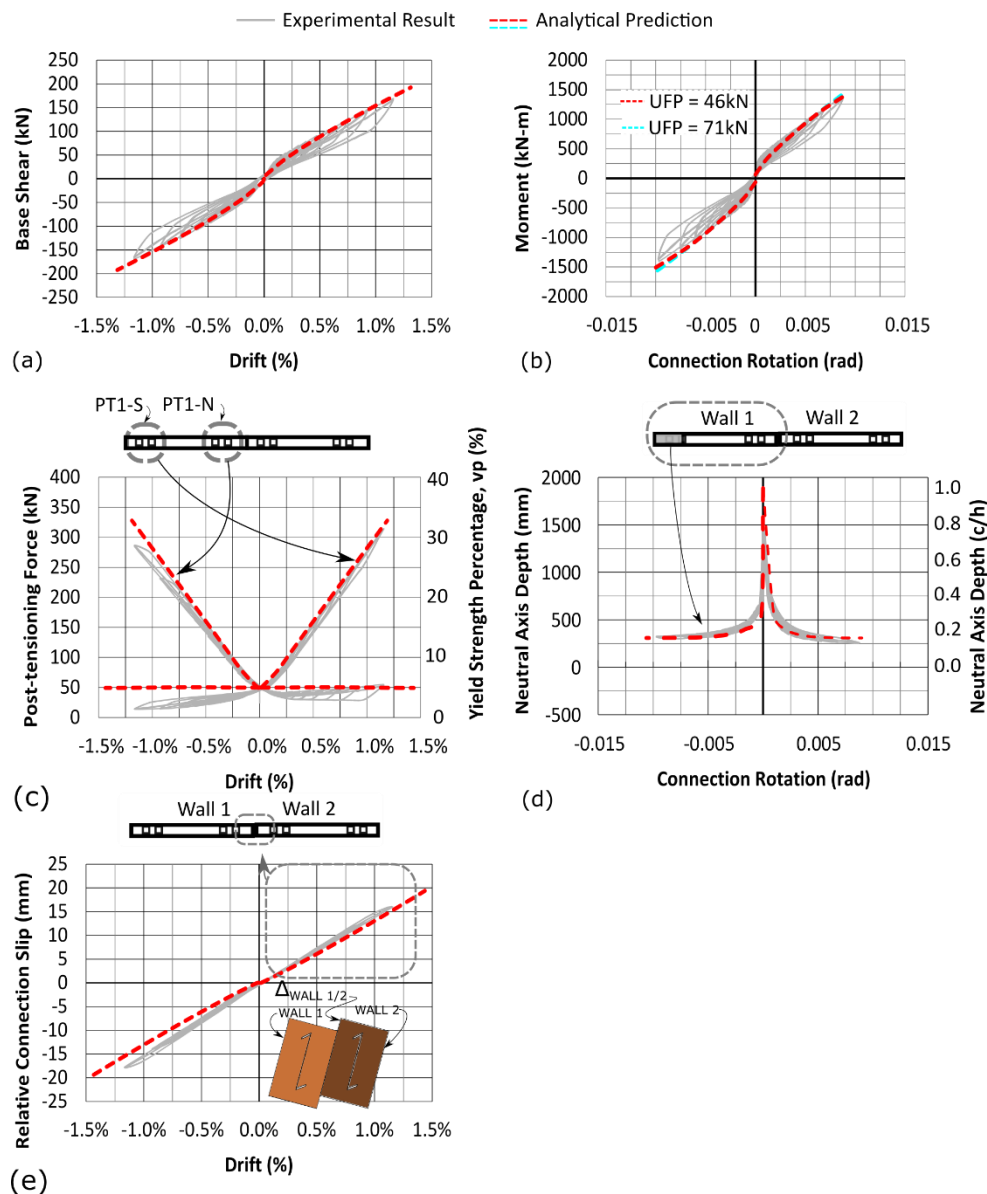 Experimental Result
Analytical Prediction
250
200
150
100
50
0
-50
-100
-150
-200
-250
Base Shear (kN)
-1.5% -1.0% -0.5% 0.0% 0.5% 1.0% 1.5%
(a)
Drift (%)
2000
1500
1000
500
0
-500
-1000
-1500
-2000
Moment (kN-m)
UFP = 46kN
UFP = 71kN
-0.015 -0.005 0 0.005 0.015
(b)
Connection Rotation (rad)
PT1-S
PT1-N
400
350
300
250
200
150
100
50
0
Post-tensioning Force (kN)
40
30
20
10
0
Yield Strength Percentage, vp (%)
-1.5% -1.0% -0.5% 0.0% 0.5% 1.0% 1.5%
Drift (%)
(c)
Wall 1
Wall 2
2000
1500
1000
500
0
-500
Neutral Axis Depth (mm)
1.0
0.8
0.6
0.4
0.2
0.0
Neutral Axis Depth (c/h)
-0.015 -0.005 0.005 0.015
(d)
Connection Rotation (rad)
Wall 1
Wall 2
25
20
15
10
5
0
-5
-10
-15
-20
-25
Relative Connection Slip (mm)
Δ WALL 1/2
WALL 1
WALL 2
-1.5% -1.0% -0.5% 0.0% 0.5% 1.0% 1.5%
Drift (%)
(e)